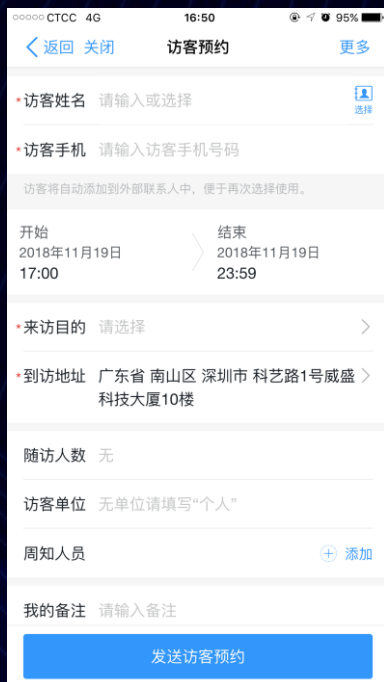 CTCC 4G 16:50 95%
返回 关闭 访客预约 更多
*访客姓名 请输入或选择 选择
*访客手机 请输入访客手机号码
访客将自动添加到外部联系人中，便于再次选择使用。
开始 结束
2018年11月19日 2018年11月19日
17:00 23:59
*来访目的 请选择
*到访地址 广东省 南山区 深圳市 科艺路1号威盛
科技大厦10楼
随访人数 无
访客单位 无单位请填写“个人”
周知人员 添加
我的备注 请输入备注
发送访客预约